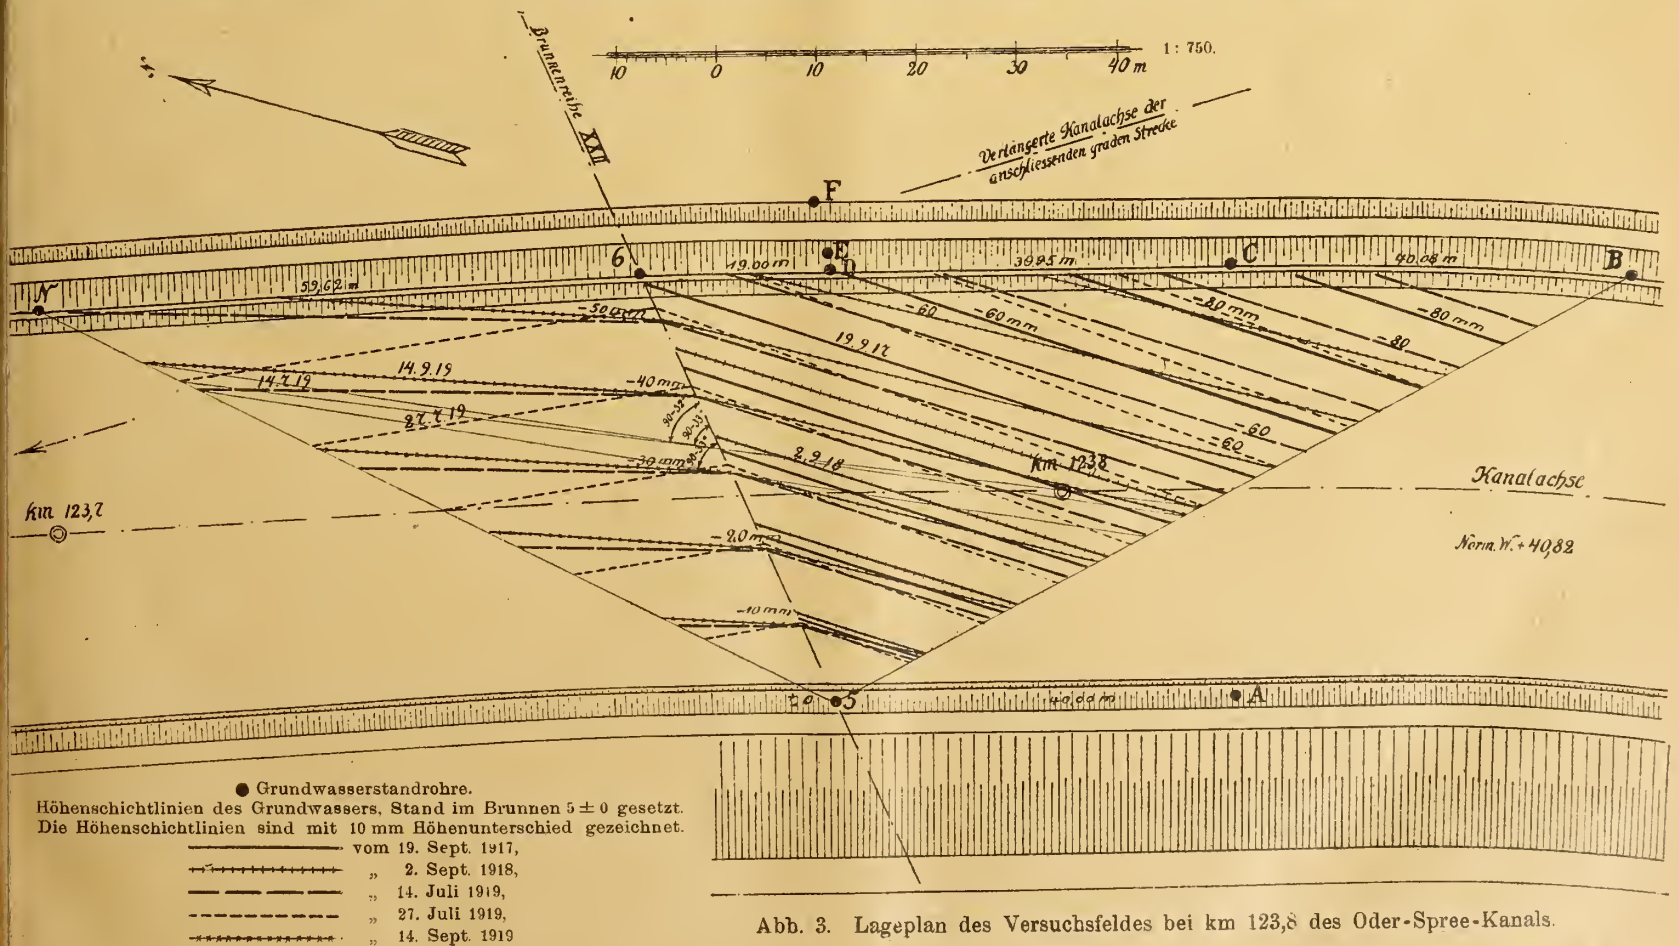 Brunnenreihe XXII
1 : 750.
10 0 10 20 30 40 m
N.
Verlängerte Kanalachse der
anschliessenden graden Strecke
F
E
D
C
B
6
N
59,62 m
19.00 m
39,95 m
40.08 m
50 mm
-60
-60 mm
-80 mm
-80 mm
-80
19.9.17
14.9.19
14.7.19
27.7.19
-40 mm
90-32°
90-33°
-30 mm
2.9.18
-60
-60
km 123,8
Kanalachse
km 123,7
Norm. W. + 40,82
-20 mm
-10 mm
± 0
5
40,00 m
A
● Grundwasserstandrohre.
Höhenschichtlinien des Grundwassers, Stand im Brunnen 5 ± 0 gesetzt.
Die Höhenschichtlinien sind mit 10 mm Höhenunterschied gezeichnet.
vom 19. Sept. 1917,
„ 2. Sept. 1918,
„ 14. Juli 1919,
„ 27. Juli 1919,
„ 14. Sept. 1919
Abb. 3. Lageplan des Versuchsfeldes bei km 123,8 des Oder-Spree-Kanals.